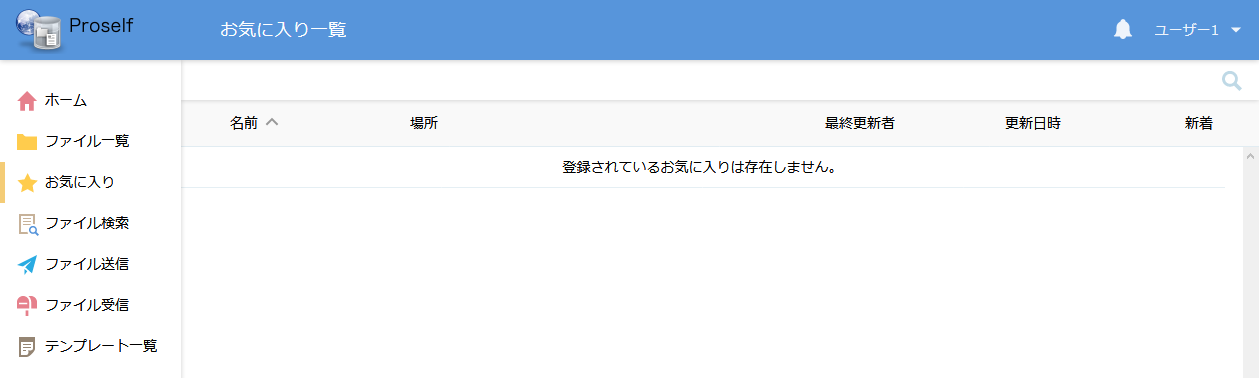 Proself
お気に入り一覧
ユーザー1
ホーム
ファイル一覧
お気に入り
ファイル検索
ファイル送信
ファイル受信
テンプレート一覧
名前 場所 最終更新者 更新日時 新着
登録されているお気に入りは存在しません。